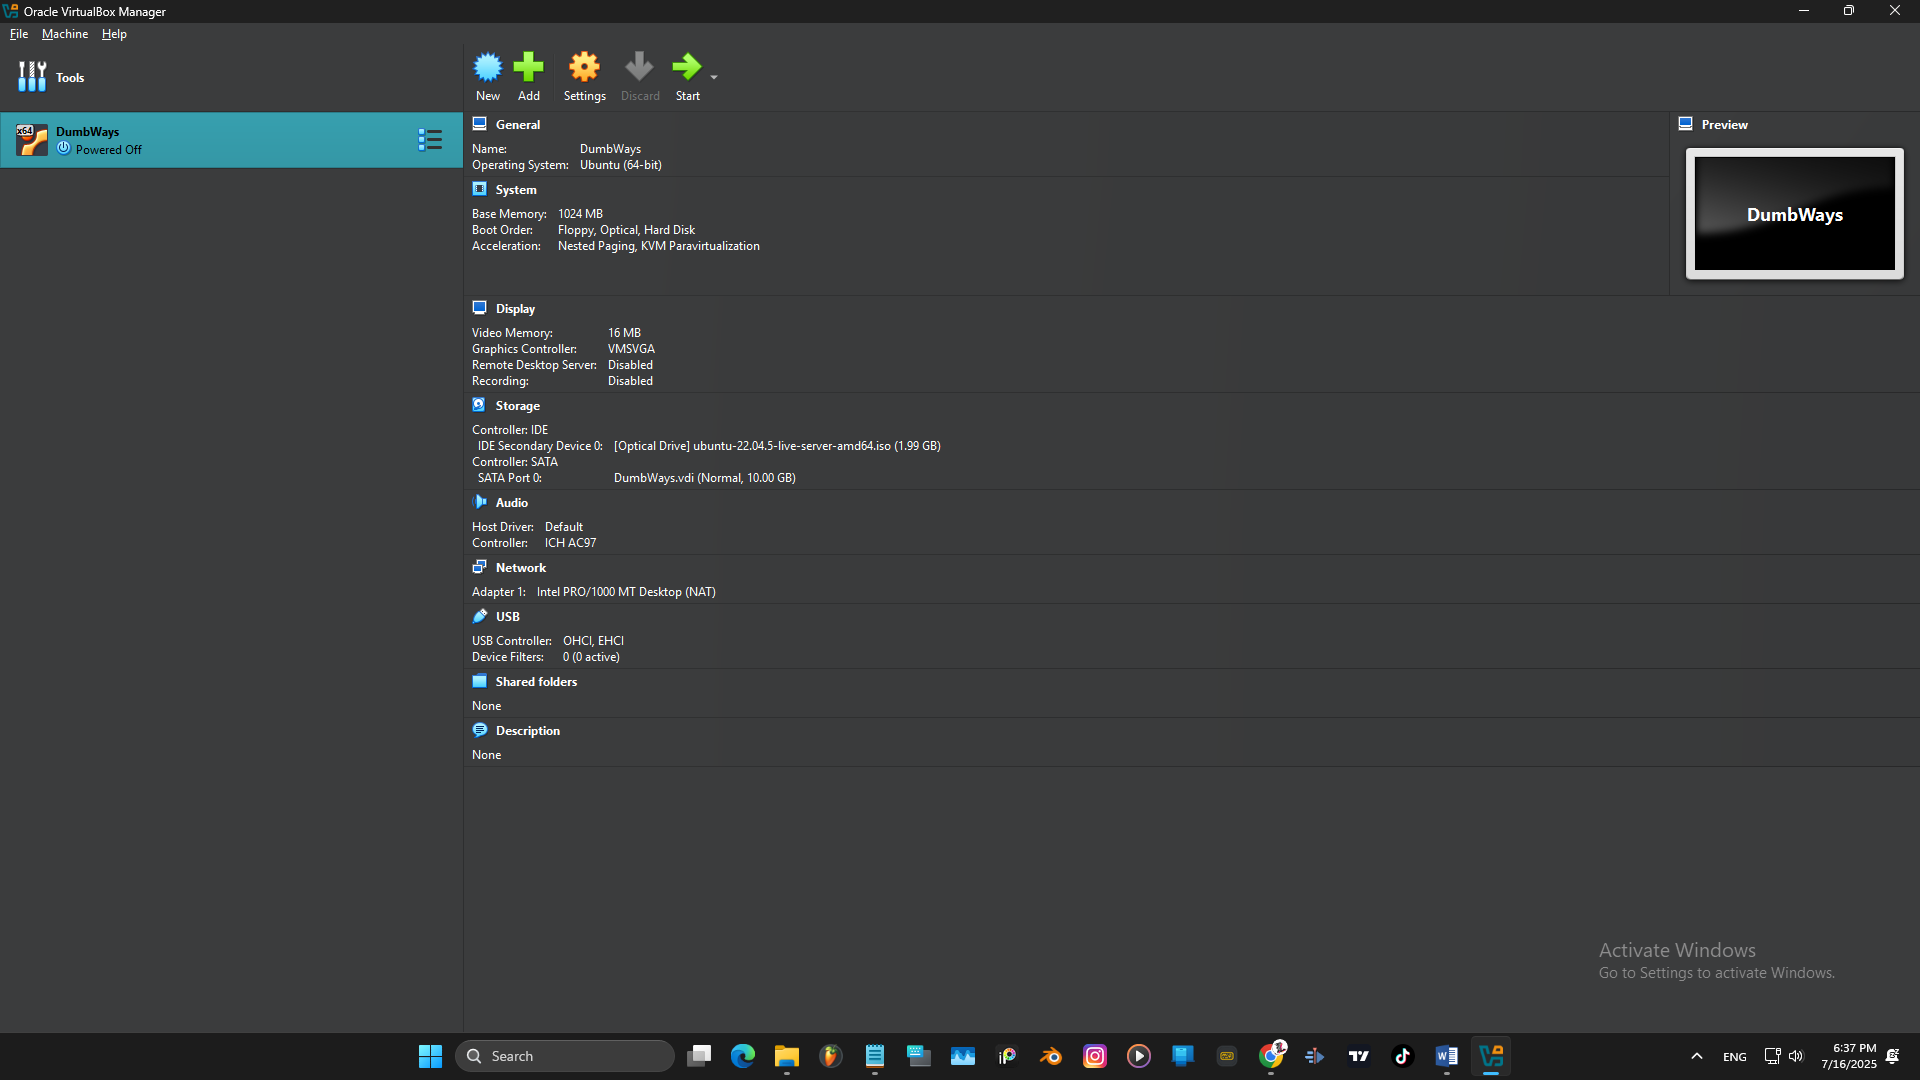 Oracle VirtualBox Manager
File Machine Help
Tools
New Add Settings Discard Start
x64
DumbWays
Powered Off
General
Name: DumbWays
Operating System: Ubuntu (64-bit)
System
Base Memory: 1024 MB
Boot Order: Floppy, Optical, Hard Disk
Acceleration: Nested Paging, KVM Paravirtualization
Preview
DumbWays
Display
Video Memory: 16 MB
Graphics Controller: VMSVGA
Remote Desktop Server: Disabled
Recording: Disabled
Storage
Controller: IDE
IDE Secondary Device 0: [Optical Drive] ubuntu-22.04.5-live-server-amd64.iso (1.99 GB)
Controller: SATA
SATA Port 0: DumbWays.vdi (Normal, 10.00 GB)
Audio
Host Driver: Default
Controller: ICH AC97
Network
Adapter 1: Intel PRO/1000 MT Desktop (NAT)
USB
USB Controller: OHCI, EHCI
Device Filters: 0 (0 active)
Shared folders
None
Description
None
Activate Windows
Go to Settings to activate Windows.
Search
ENG
6:37 PM
7/16/2025